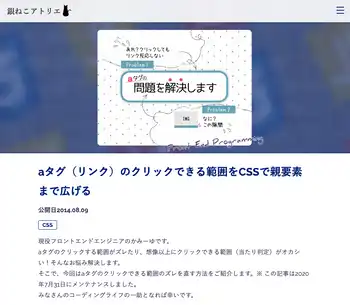 銀ねこアトリエ
あれ？クリックしても
リンク反応しない
Problem 1
aタグの
問題を解決します
Problem 2
IMG
なに？
この隙間
Front End Programming
aタグ（リンク）のクリックできる範囲をCSSで親要素
まで広げる
公開日2014.08.09
CSS
現役フロントエンドエンジニアのかみーゆです。
aタグのクリックする範囲がズレたり、想像以上にクリックできる範囲（当たり判定）がオカシ
い！そんなお悩み解決します。
そこで、今回はaタグのクリックできる範囲のズレを直す方法をご紹介します。※ この記事は2020
年7月31日にメンテナンスしました。
みなさんのコーディングライフの一助となれば幸いです。